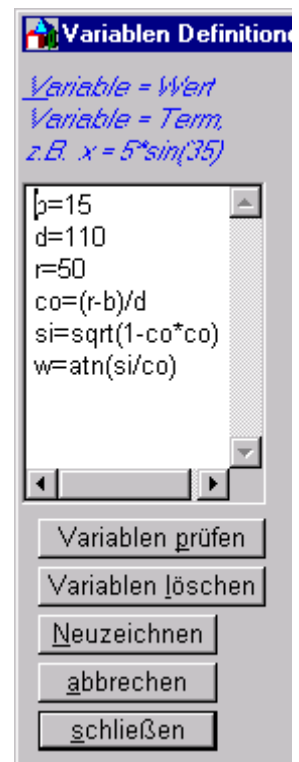 Variablen Definition
Variable = Wert
Variable = Term,
z.B. x = 5*sin(35)
b=15
d=110
r=50
co=(r-b)/d
si=sqrt(1-co*co)
w=atn(si/co)
Variablen prüfen
Variablen löschen
Neuzeichnen
abbrechen
schließen